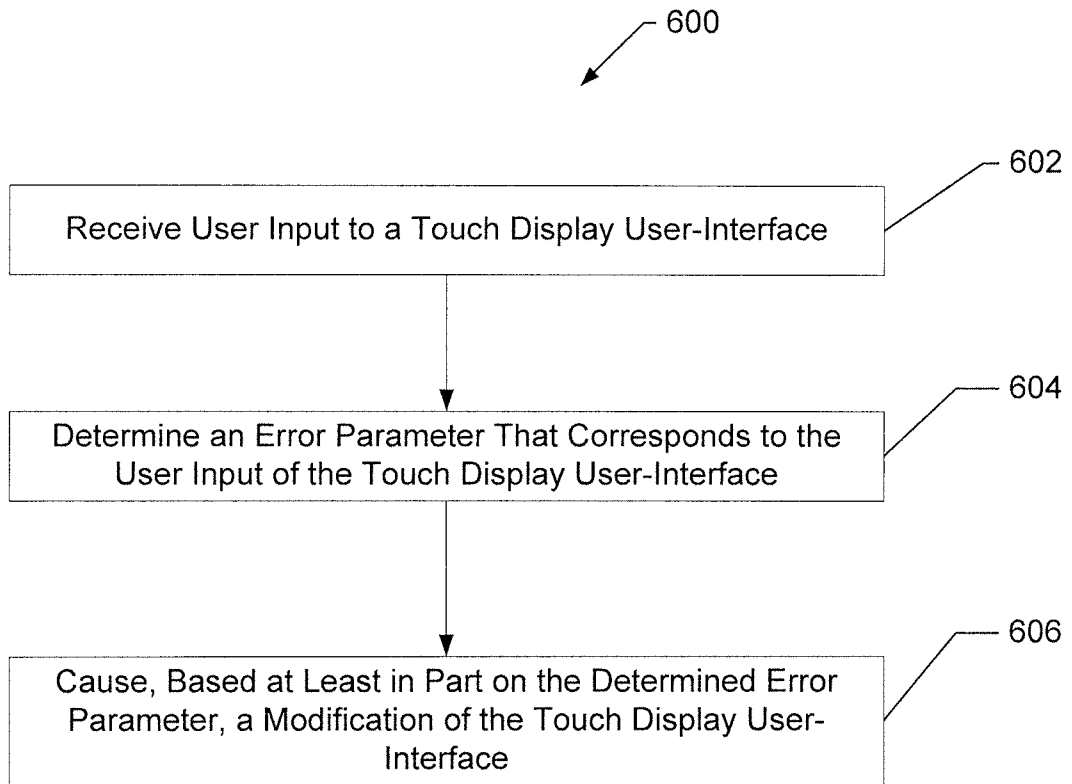 600
602
Receive User Input to a Touch Display User-Interface
604
Determine an Error Parameter That Corresponds to the
User Input of the Touch Display User-Interface
606
Cause, Based at Least in Part on the Determined Error
Parameter, a Modification of the Touch Display User-
Interface